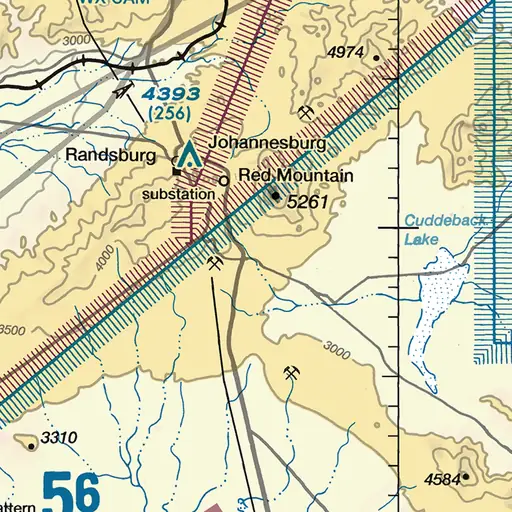 WX CAM
3000
4974
4393
(256)
Johannesburg
Randsburg
Red Mountain
substation
5261
Cuddeback
Lake
4000
3500
3000
3310
4584
56
attern